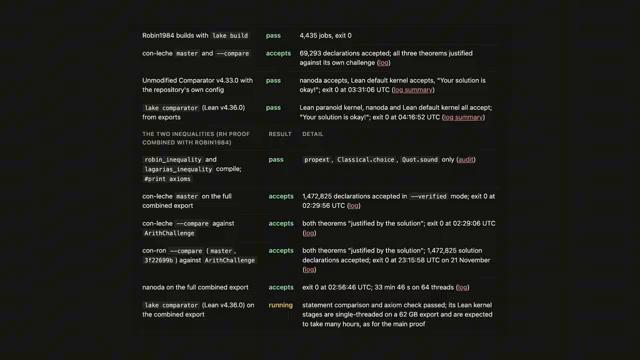 Robin1984 builds with lake build pass 4,435 jobs, exit 0
con-leche master and --compare accepts 69,293 declarations accepted; all three theorems justified
against its own challenge (log)
Unmodified Comparator v4.33.0 with pass nanoda accepts, Lean default kernel accepts, "Your solution is
the repository's own config okay!"; exit 0 at 03:31:06 UTC (log summary)
lake comparator (Lean v4.36.0) pass Lean paranoid kernel, nanoda and Lean default kernel all accept;
from exports "Your solution is okay!"; exit 0 at 04:16:52 UTC (log summary)
THE TWO INEQUALITIES (RH PROOF RESULT DETAIL
COMBINED WITH ROBIN1984)
robin_inequality and pass propext, Classical.choice, Quot.sound only (audit)
lagarias_inequality compile;
#print axioms
con-leche master on the full accepts 1,472,825 declarations accepted in --verified mode; exit 0 at
combined export 02:29:56 UTC (log)
con-leche --compare against accepts both theorems "justified by the solution"; exit 0 at 02:29:06 UTC
ArithChallenge (log)
con-ron --compare (master, accepts both theorems "justified by the solution"; 1,472,825 solution
3f22699b) against ArithChallenge declarations accepted; exit 0 at 23:15:58 UTC on 21 November
(log)
nanoda on the full combined export accepts exit 0 at 02:56:46 UTC; 33 min 46 s on 64 threads (log)
lake comparator (Lean v4.36.0) on running statement comparison and axiom check passed; its Lean kernel
the combined export stages are single-threaded on a 62 GB export and are expected
to take many hours, as for the main proof